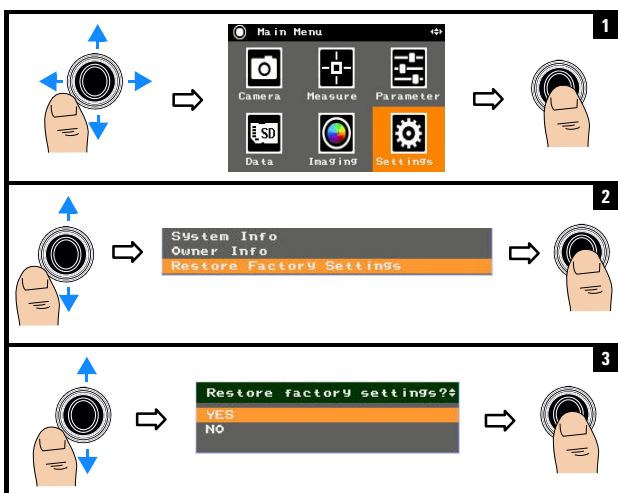 1
Main Menu
Camera Measure Parameter
SD
Data Imaging Settings
2
System Info
Owner Info
Restore Factory Settings
3
Restore factory settings?
YES
NO